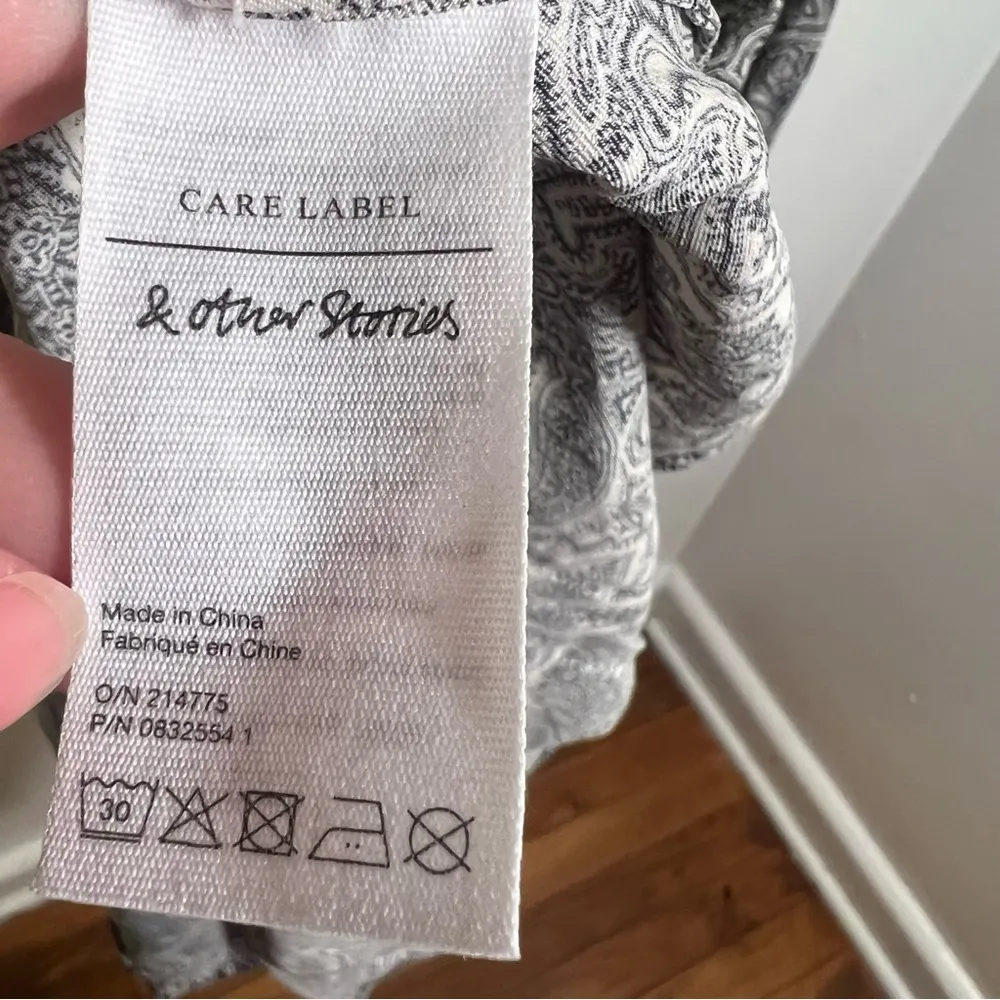 CARE LABEL
& other Stories
Made in China
Fabriqué en Chine
O/N 214775
P/N 0832554 1
30